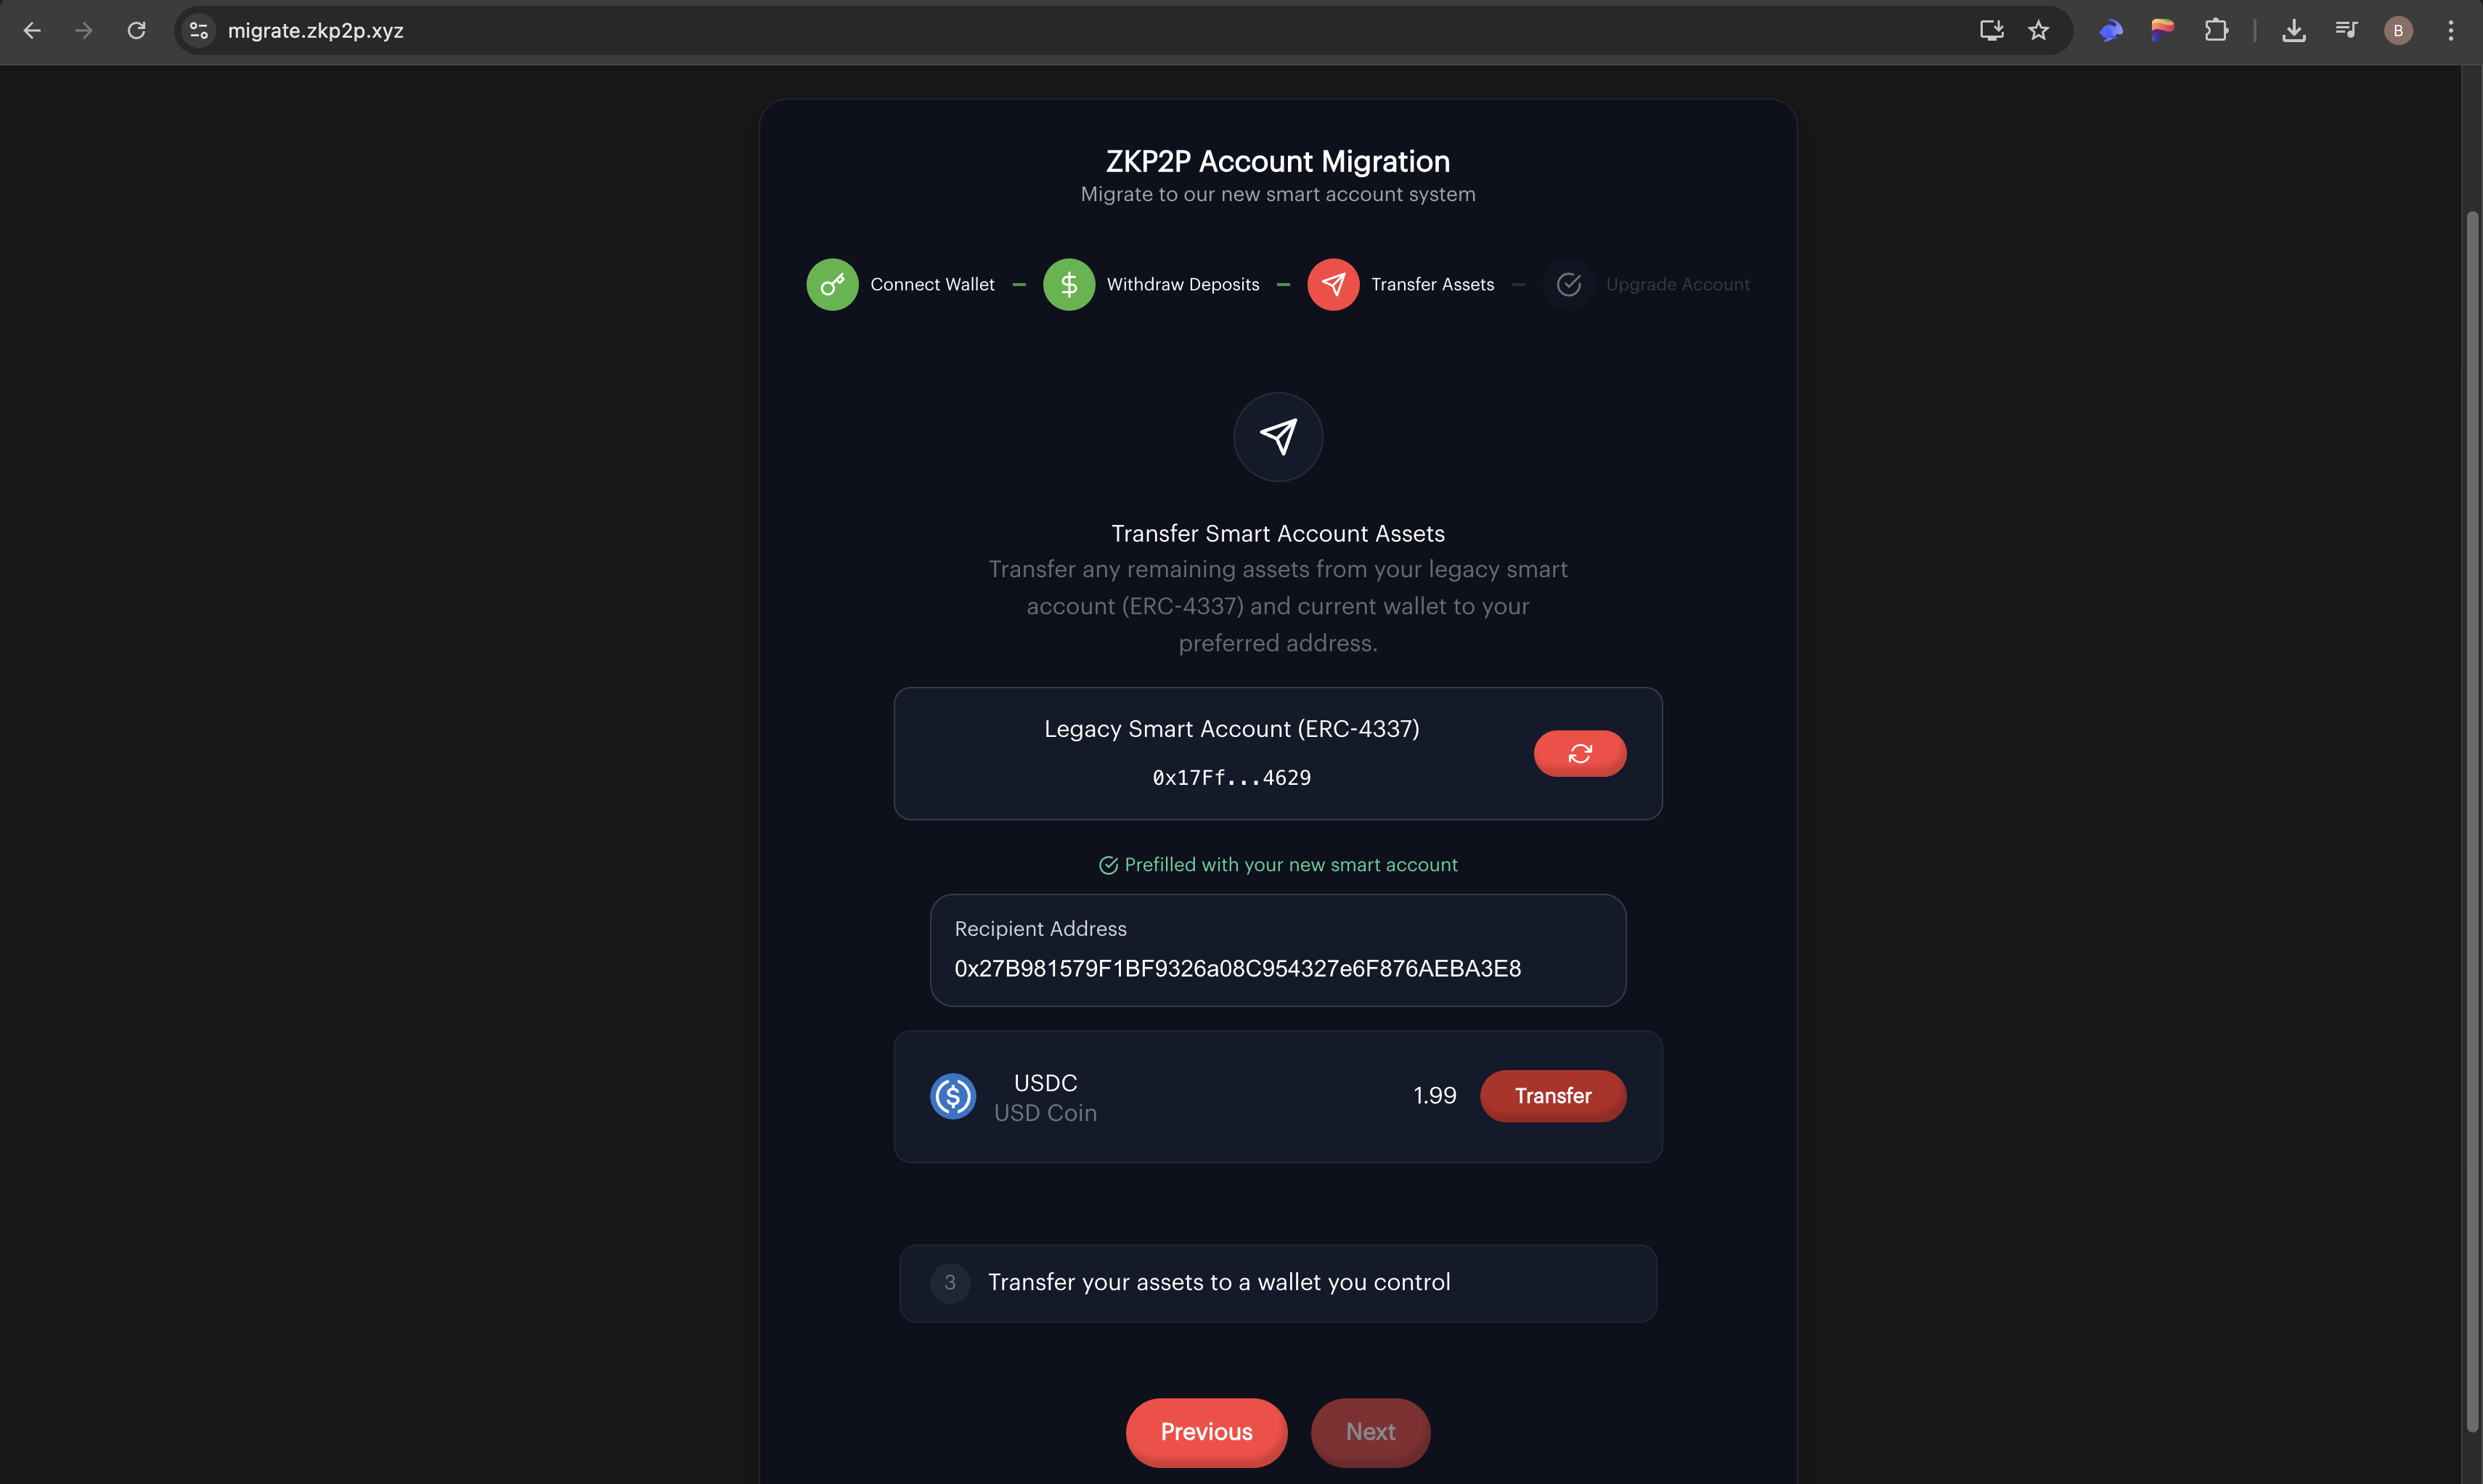 migrate.zkp2p.xyz
B
ZKP2P Account Migration
Migrate to our new smart account system
Connect Wallet
Withdraw Deposits
Transfer Assets
Upgrade Account
Transfer Smart Account Assets
Transfer any remaining assets from your legacy smart
account (ERC-4337) and current wallet to your
preferred address.
Legacy Smart Account (ERC-4337)
0x17Ff...4629
Prefilled with your new smart account
Recipient Address
0x27B981579F1BF9326a08C954327e6F876AEBA3E8
USDC
USD Coin
1.99
Transfer
3 Transfer your assets to a wallet you control
Previous
Next